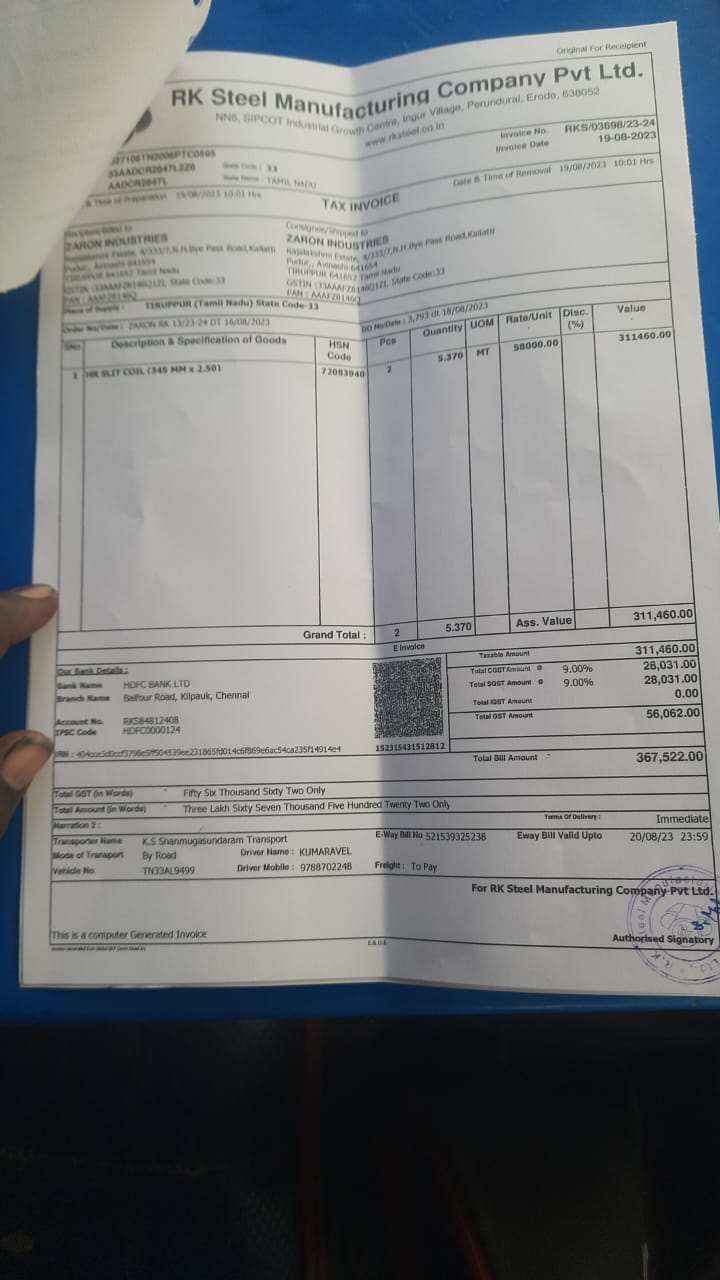 Original For Receipient
RK Steel Manufacturing Company Pvt Ltd.
NN5, SIPCOT Industrial Growth Centre, Ingur Village, Perundurai, Erode, 638052
www.rksteel.co.in
Invoice No. RKS/03698/23-24
Invoice Date 19-08-2023
State Code : 33
AADCR2847L State Name : TAMIL NADU
& Time of Preparation 19/08/2023 10:01 Hrs
Date & Time of Removal 19/08/2023 10:01 Hrs
TAX INVOICE
Recipient/Billed to Consignee/Shipped to
ZARON INDUSTRIES ZARON INDUSTRIES
Rajalakshmi Estate, 4/333/7,N.H.Bye Pass Road,Kallatti Rajalakshmi Estate, 4/333/7,N.H.Bye Pass Road,Kallatti
Pudur,, Avinashi 641654 Pudur,, Avinashi 641654
TIRUPPUR 641652 Tamil Nadu TIRUPPUR 641652 Tamil Nadu
GSTIN :33AAAFZ8146Q1ZL State Code:33 GSTIN :33AAAFZ8146Q1ZL State Code:33
PAN : AAAFZ8146Q PAN : AAAFZ8146Q
Place of Supply : TIRUPPUR (Tamil Nadu) State Code-33
Order No/Date : ZARON RK 13/23-24 DT 16/08/2023 DO No/Date : 3,793 dt 18/08/2023
SNo Description & Specification of Goods HSN Code Pcs Quantity UOM Rate/Unit Disc. (%) Value
1 HR SLIT COIL (345 MM x 2.50) 72083940 2 5.370 MT 58000.00 311460.00
Grand Total : 2 5.370 Ass. Value 311,460.00
E Invoice
Taxable Amount 311,460.00
Our Bank Details :
Total CGST Amount @ 9.00% 28,031.00
Bank Name HDFC BANK LTD
Total SGST Amount @ 9.00% 28,031.00
Branch Name Balfour Road, Kilpauk, Chennai
Total IGST Amount 0.00
Total GST Amount 56,062.00
Account No. RKS84812408
IFSC Code HDFC0000124
152315431512812
Total Bill Amount 367,522.00
Total GST (in Words) Fifty Six Thousand Sixty Two Only
Total Amount (in Words) Three Lakh Sixty Seven Thousand Five Hundred Twenty Two Only
Narration 2 : Terms Of Delivery : Immediate
Transporter Name K.S Shanmugasundaram Transport E-Way Bill No 521539325238 Eway Bill Valid Upto 20/08/23 23:59
Mode of Transport By Road Driver Name : KUMARAVEL
Vehicle No. TN33AL9499 Driver Mobile : 9788702248 Freight : To Pay
For RK Steel Manufacturing Company Pvt Ltd.
This is a computer Generated Invoice
Authorised Signatory
E.&.O.E